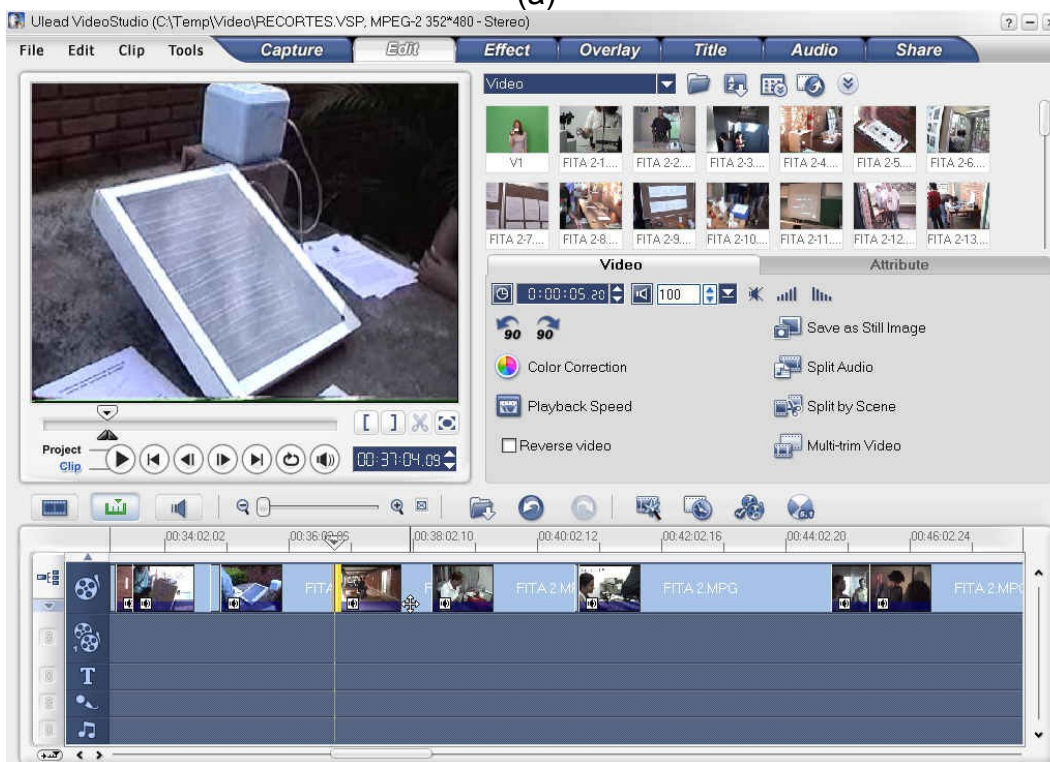 (a)
Ulead VideoStudio (C:\Temp\Video\RECORTES.VSP, MPEG-2 352*480 - Stereo)
File Edit Clip Tools Capture Edit Effect Overlay Title Audio Share
Video
V1 FITA 2-1.... FITA 2-2.... FITA 2-3.... FITA 2-4.... FITA 2-5.... FITA 2-6....
FITA 2-7.... FITA 2-8.... FITA 2-9.... FITA 2-10.... FITA 2-11.... FITA 2-12.... FITA 2-13....
Video Attribute
0:00:05.20 100
90 90 Save as Still Image
Color Correction Split Audio
Playback Speed Split by Scene
Reverse video Multi-trim Video
Project
Clip
00:37:04.09
00:34:02.02 00:38:02.10 00:40:02.12 00:42:02.16 00:44:02.20 00:46:02.24
FITA 2.MPG FITA 2.MPG
1
T